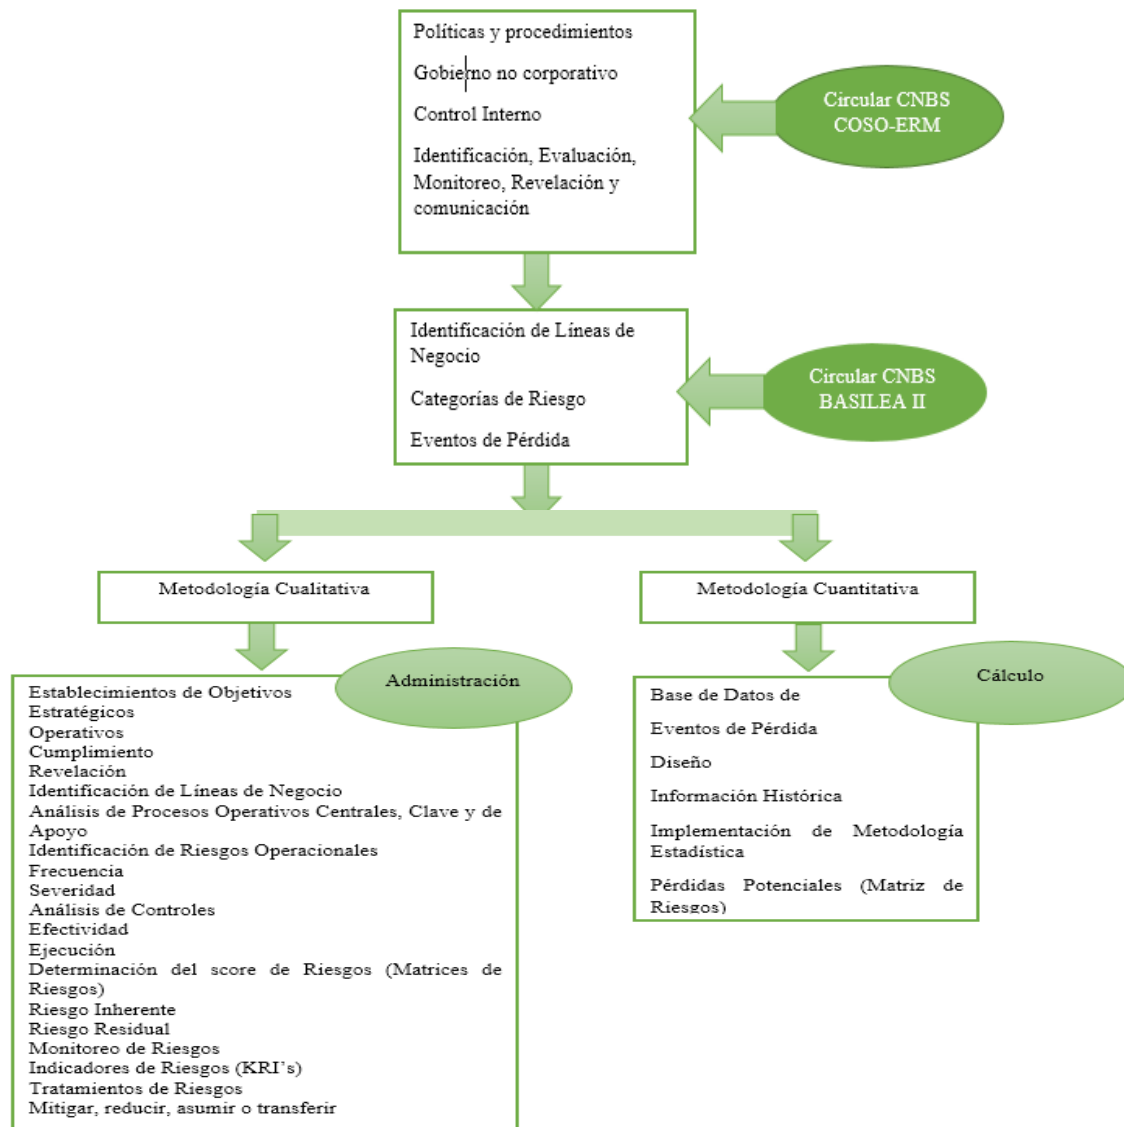 Políticas y procedimientos
Gobierno no corporativo
Control Interno
Identificación, Evaluación,
Monitoreo, Revelación y
comunicación
Circular CNBS
COSO-ERM
Identificación de Líneas de
Negocio
Categorías de Riesgo
Eventos de Pérdida
Circular CNBS
BASILEA II
Metodología Cualitativa
Metodología Cuantitativa
Administración
Establecimientos de Objetivos
Estratégicos
Operativos
Cumplimiento
Revelación
Identificación de Líneas de Negocio
Análisis de Procesos Operativos Centrales, Clave y de
Apoyo
Identificación de Riesgos Operacionales
Frecuencia
Severidad
Análisis de Controles
Efectividad
Ejecución
Determinación del score de Riesgos (Matrices de
Riesgos)
Riesgo Inherente
Riesgo Residual
Monitoreo de Riesgos
Indicadores de Riesgos (KRI's)
Tratamientos de Riesgos
Mitigar, reducir, asumir o transferir
Cálculo
Base de Datos de
Eventos de Pérdida
Diseño
Información Histórica
Implementación de Metodología
Estadística
Pérdidas Potenciales (Matriz de
Riesgos)